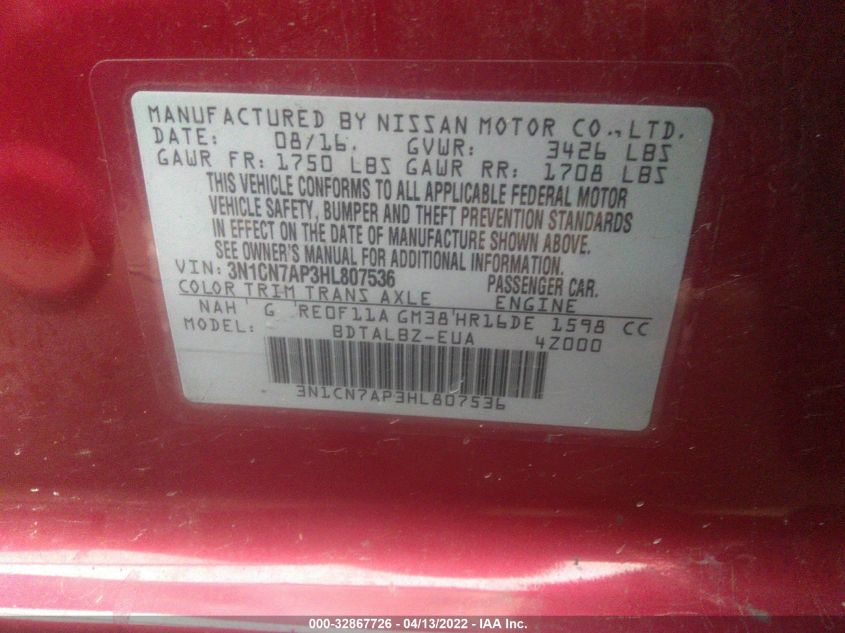 MANUFACTURED BY NISSAN MOTOR CO., LTD.
DATE: 08/16. GVWR: 3426 LBS
GAWR FR: 1750 LBS GAWR RR: 1708 LBS
THIS VEHICLE CONFORMS TO ALL APPLICABLE FEDERAL MOTOR
VEHICLE SAFETY, BUMPER AND THEFT PREVENTION STANDARDS
IN EFFECT ON THE DATE OF MANUFACTURE SHOWN ABOVE.
SEE OWNER'S MANUAL FOR ADDITIONAL INFORMATION.
VIN: 3N1CN7AP3HL807536 PASSENGER CAR.
COLOR TRIM TRANS AXLE ENGINE
NAH G RE0F11A GM38 HR16DE 1598 CC
MODEL: BDTALBZ-EUA 4Z000
3N1CN7AP3HL807536
000-32867726 - 04/13/2022 - IAA Inc.